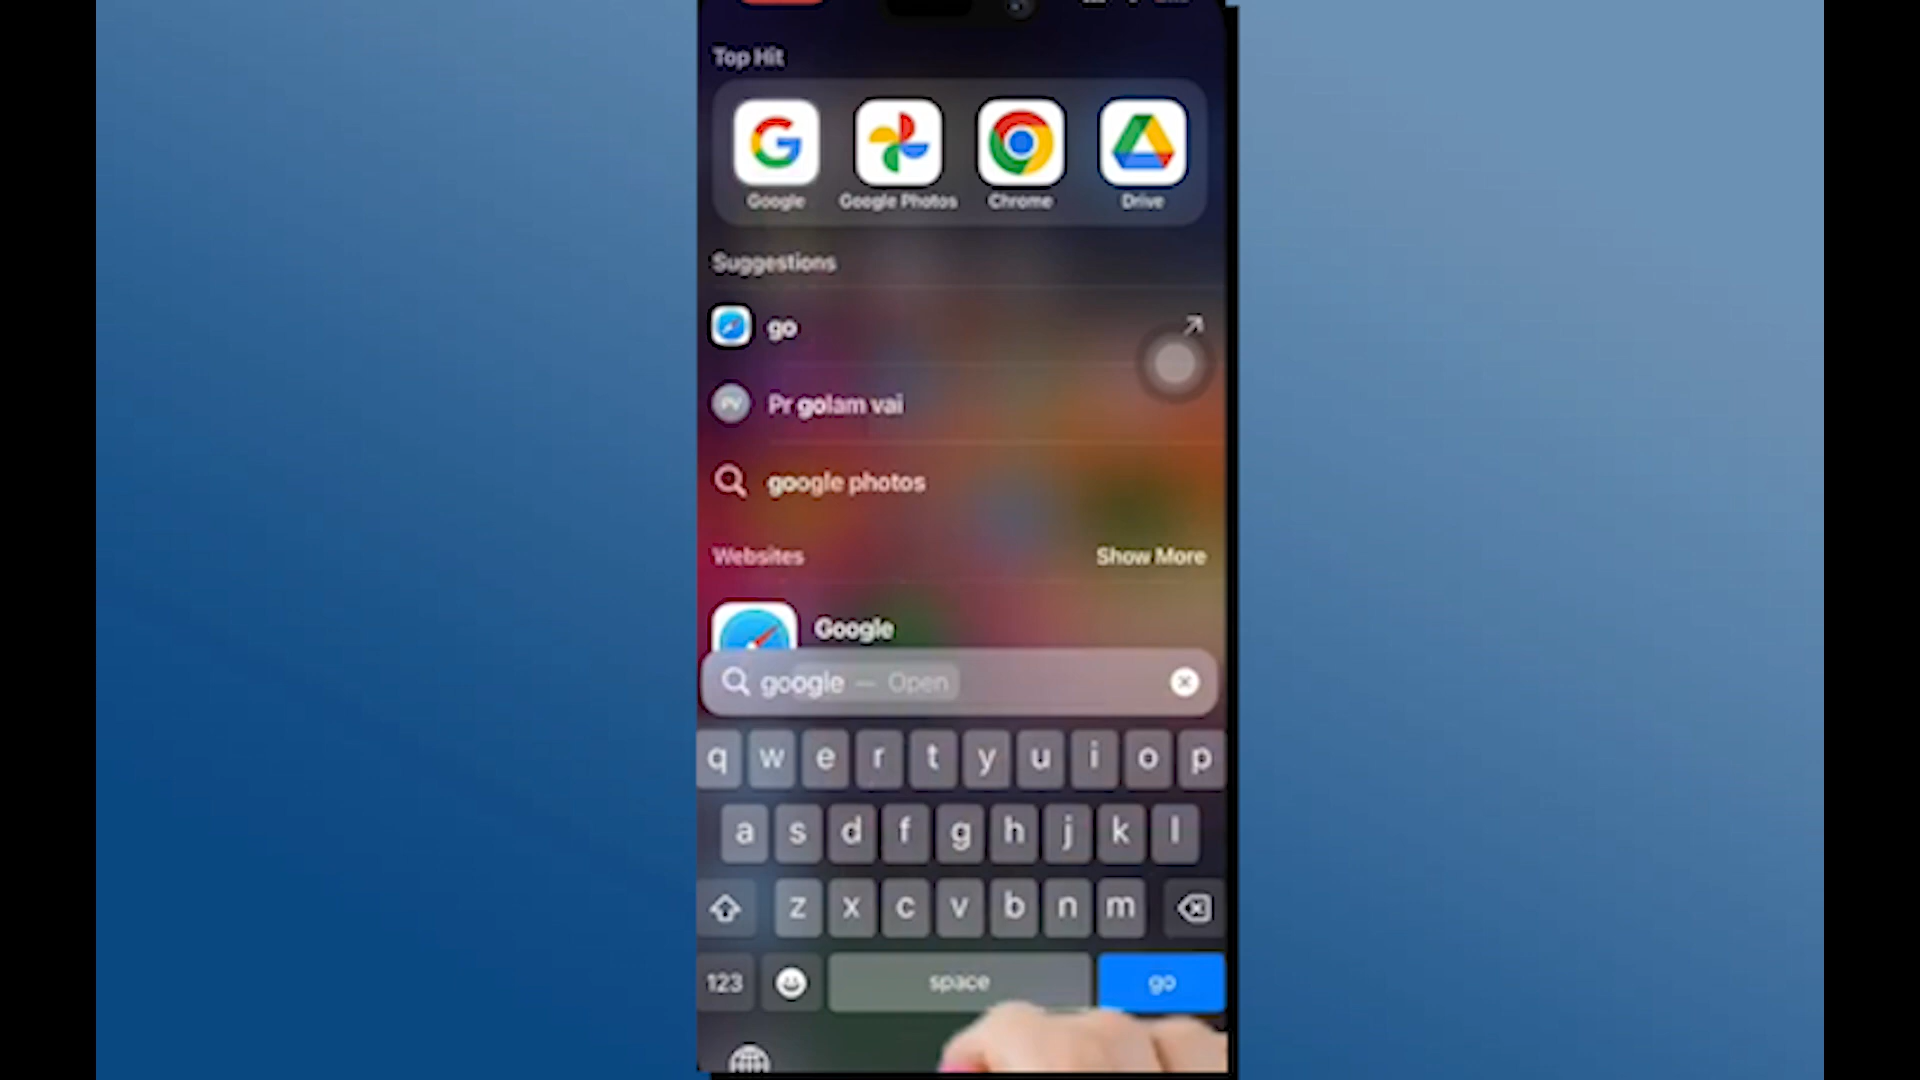 Top Hit
Google Google Photos Chrome Drive
Suggestions
go
PV Pr golam vai
google photos
Websites Show More
Google
google — Open
q w e r t y u i o p
a s d f g h j k l
z x c v b n m
123 space go